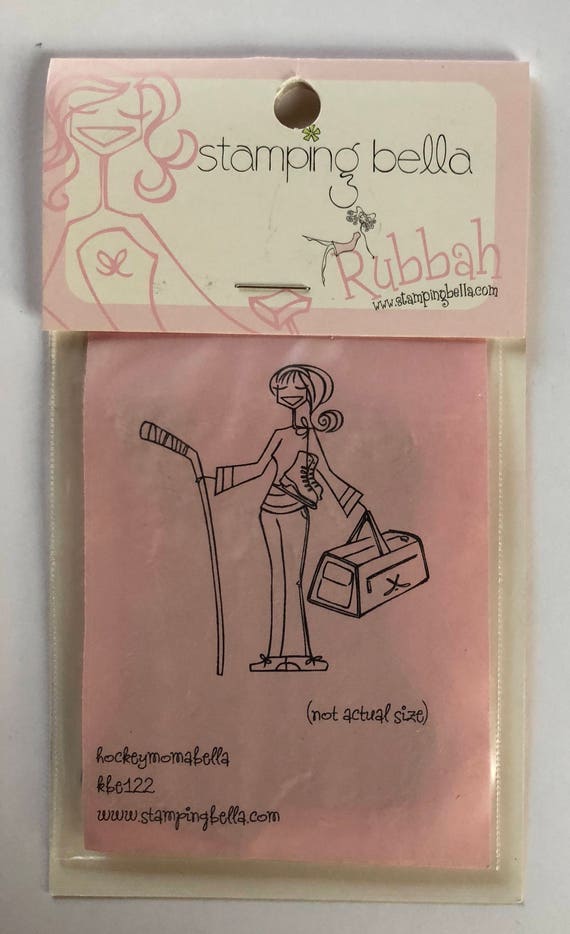 stamping bella
Rubbah
www.stampingbella.com
(not actual size)
hockeymomabella
kbe122
www.stampingbella.com